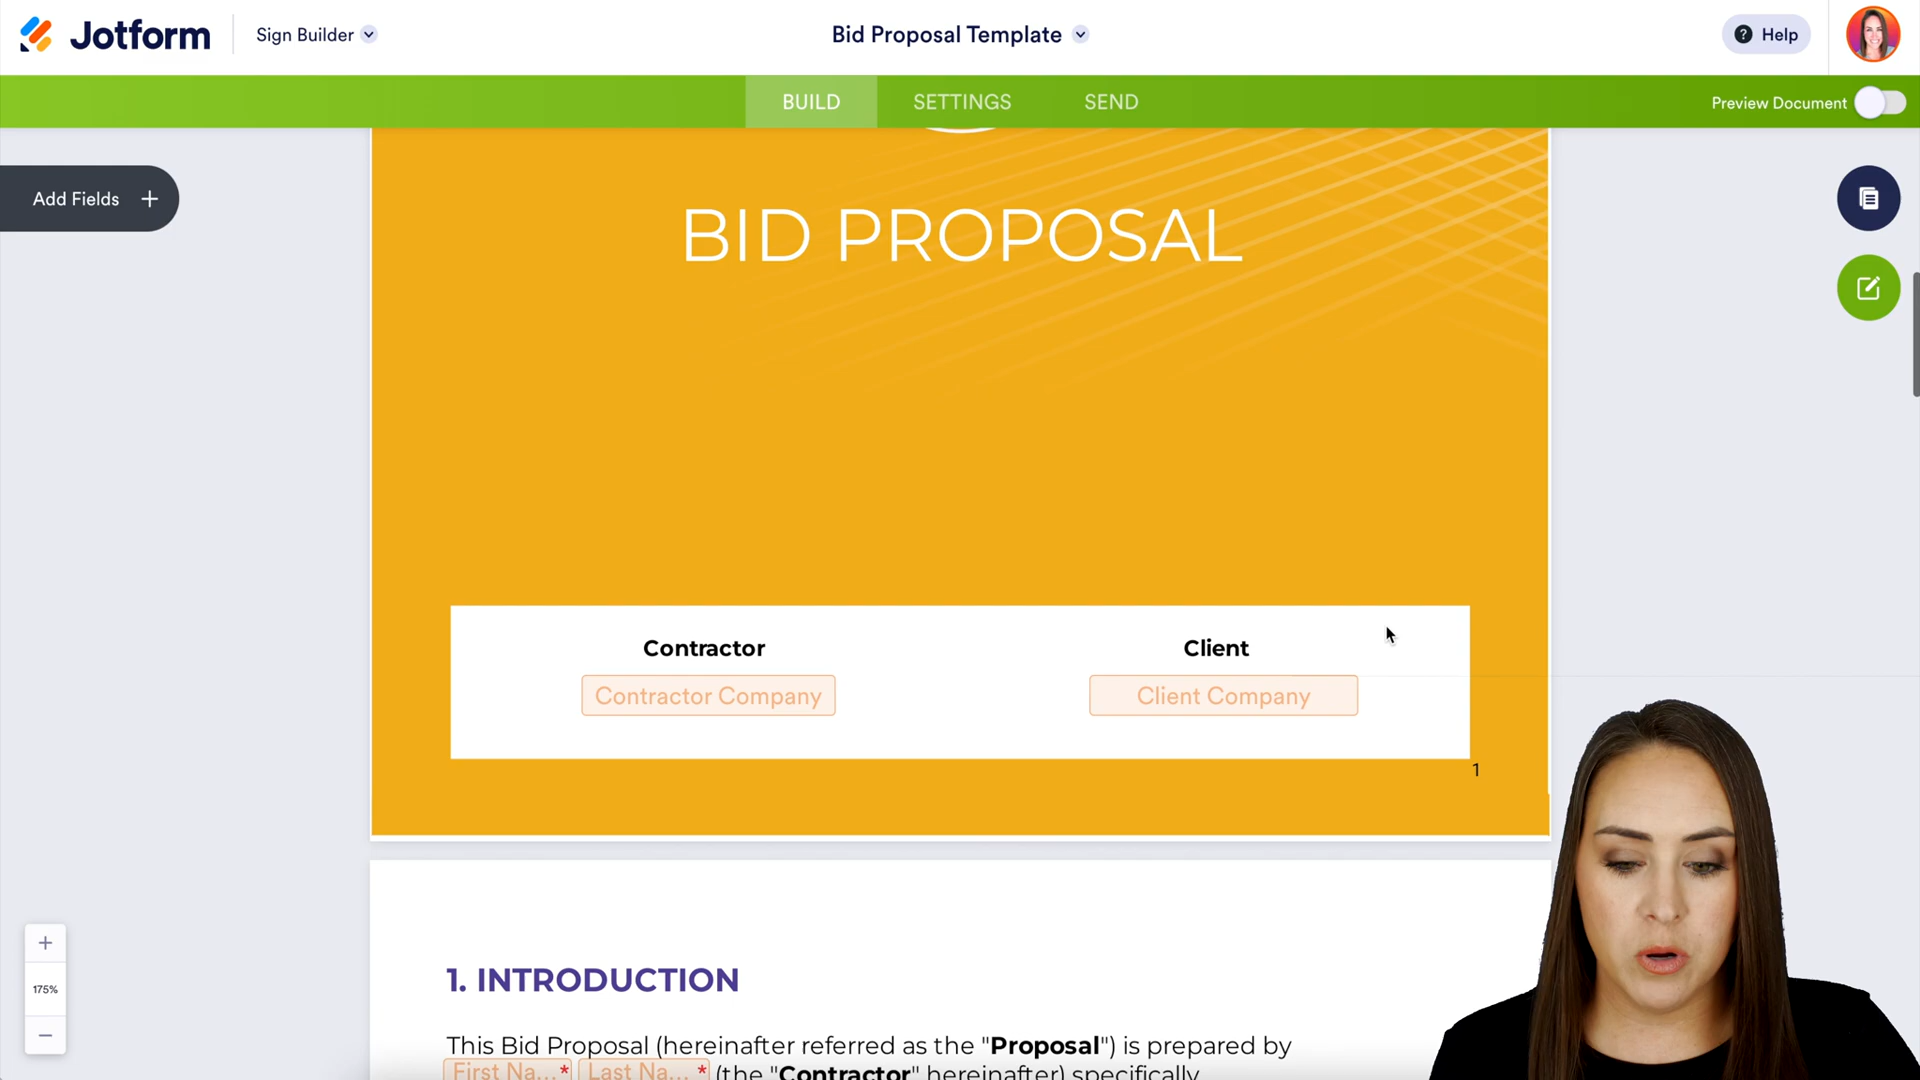 Jotform
Sign Builder
Bid Proposal Template
? Help
BUILD
SETTINGS
SEND
Preview Document
Add Fields +
BID PROPOSAL
Contractor
Client
Contractor Company
Client Company
1
+
175%
−
1. INTRODUCTION
This Bid Proposal (hereinafter referred as the "Proposal") is prepared by
First Na...* Last Na... * (the "Contractor" hereinafter) specifically